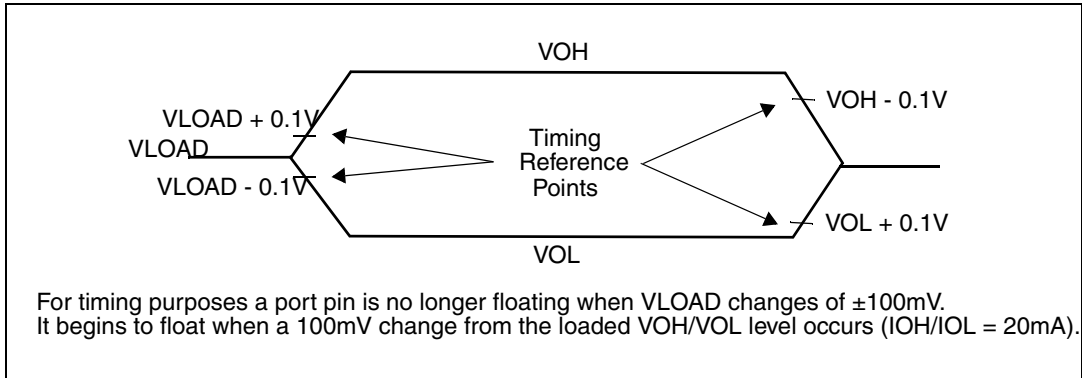 VOH
VLOAD + 0.1V
VOH - 0.1V
VLOAD
Timing
Reference
Points
VLOAD - 0.1V
VOL + 0.1V
VOL
For timing purposes a port pin is no longer floating when VLOAD changes of ±100mV.
It begins to float when a 100mV change from the loaded VOH/VOL level occurs (IOH/IOL = 20mA).